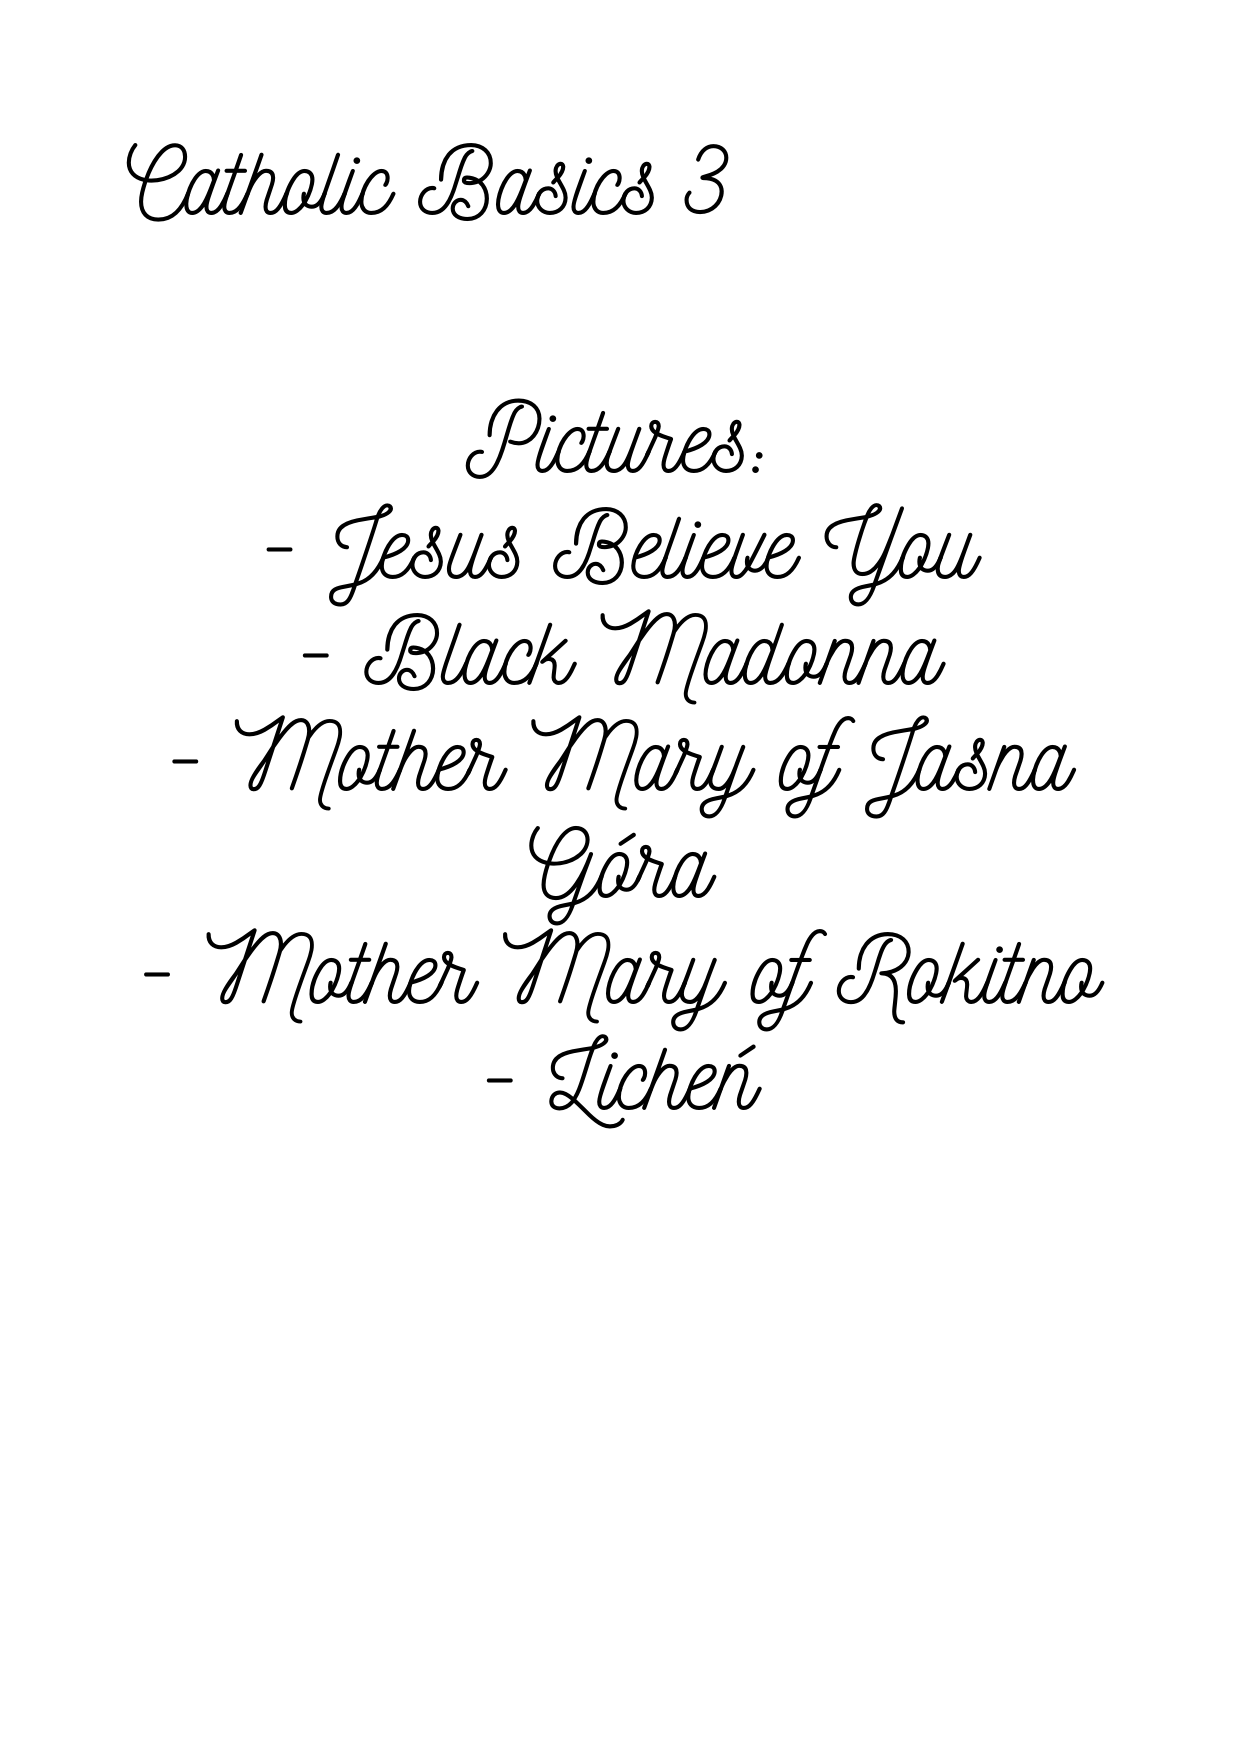 Catholic Basics 3
Pictures:
- Jesus Believe You
- Black Madonna
- Mother Mary of Jasna
Góra
- Mother Mary of Rokitno
- Licheń